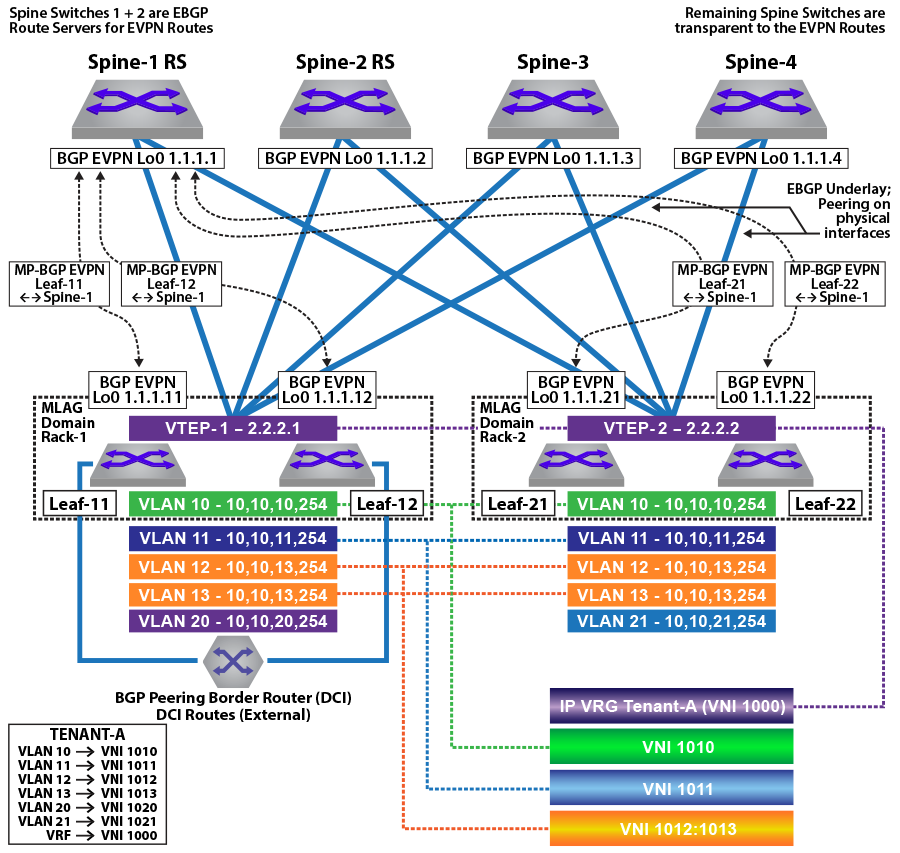 Spine Switches 1 + 2 are EBGP
Route Servers for EVPN Routes
Remaining Spine Switches are
transparent to the EVPN Routes
Spine-1 RS
Spine-2 RS
Spine-3
Spine-4
BGP EVPN Lo0 1.1.1.1
BGP EVPN Lo0 1.1.1.2
BGP EVPN Lo0 1.1.1.3
BGP EVPN Lo0 1.1.1.4
EBGP Underlay;
Peering on
physical
interfaces
MP-BGP EVPN
Leaf-11
←→Spine-1
MP-BGP EVPN
Leaf-12
←→Spine-1
MP-BGP EVPN
Leaf-21
←→Spine-1
MP-BGP EVPN
Leaf-22
←→Spine-1
BGP EVPN
Lo0 1.1.1.11
BGP EVPN
Lo0 1.1.1.12
BGP EVPN
Lo0 1.1.1.21
BGP EVPN
Lo0 1.1.1.22
MLAG
Domain
Rack-1
VTEP-1 – 2.2.2.1
MLAG
Domain
Rack-2
VTEP-2 – 2.2.2.2
Leaf-11
VLAN 10 - 10,10,10,254
Leaf-12
Leaf-21
VLAN 10 - 10,10,10,254
Leaf-22
VLAN 11 - 10,10,11,254
VLAN 11 - 10,10,11,254
VLAN 12 - 10,10,13,254
VLAN 12 - 10,10,13,254
VLAN 13 - 10,10,13,254
VLAN 13 - 10,10,13,254
VLAN 20 - 10,10,20,254
VLAN 21 - 10,10,21,254
BGP Peering Border Router (DCI)
DCI Routes (External)
IP VRG Tenant-A (VNI 1000)
VNI 1010
VNI 1011
VNI 1012:1013
TENANT-A
VLAN 10 → VNI 1010
VLAN 11 → VNI 1011
VLAN 12 → VNI 1012
VLAN 13 → VNI 1013
VLAN 20 → VNI 1020
VLAN 21 → VNI 1021
VRF → VNI 1000